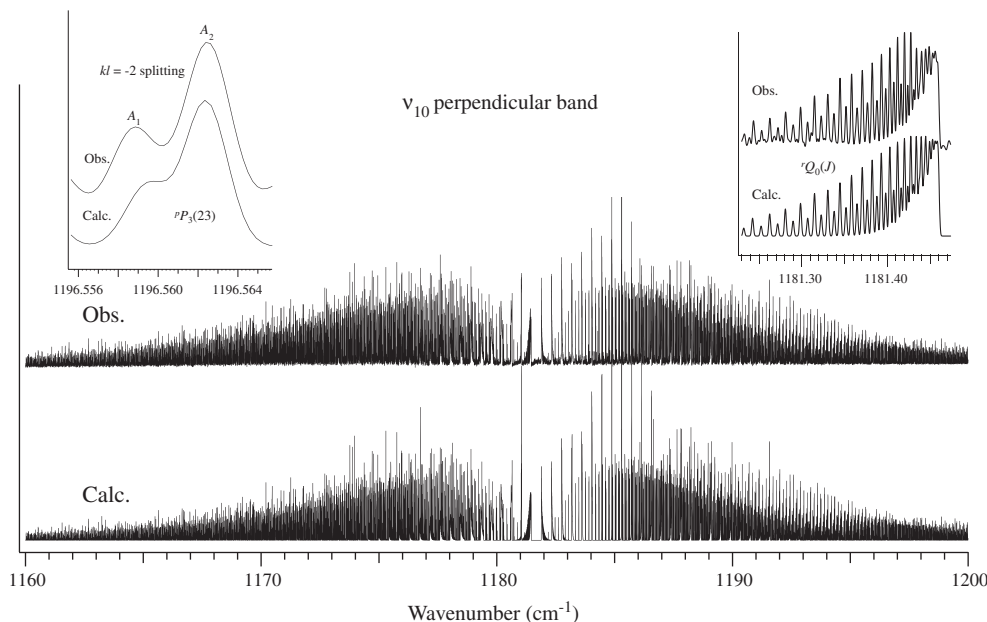 A2
kl = -2 splitting
A1
Obs.
Calc.
pP3(23)
1196.556 1196.560 1196.564
ν10 perpendicular band
Obs.
rQ0(J)
Calc.
1181.30 1181.40
Obs.
Calc.
1160 1170 1180 1190 1200
Wavenumber (cm-1)